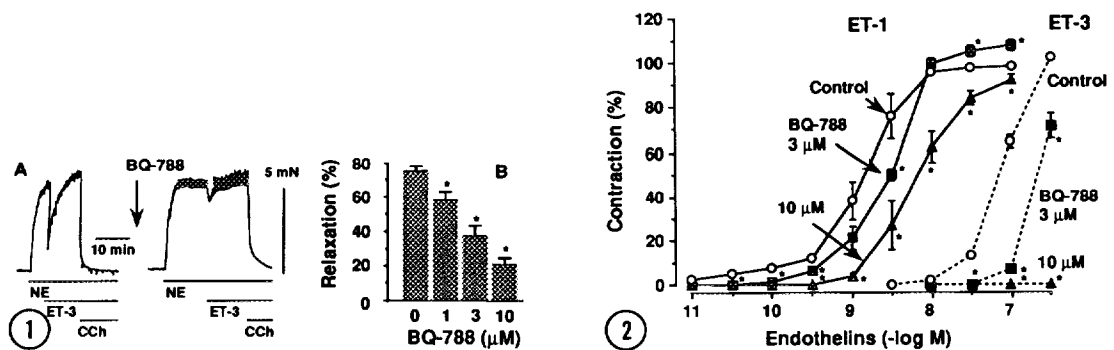 A
BQ-788
5 mN
10 min
NE
ET-3
CCh
NE
ET-3
CCh
1
B
Relaxation (%)
80
60
40
20
0
*
*
*
0 1 3 10
BQ-788 (μM)
ET-1
ET-3
Contraction (%)
120
100
80
60
40
20
0
Control
BQ-788
3 μM
10 μM
Control
BQ-788
3 μM
10 μM
11 10 9 8 7
Endothelins (-log M)
2